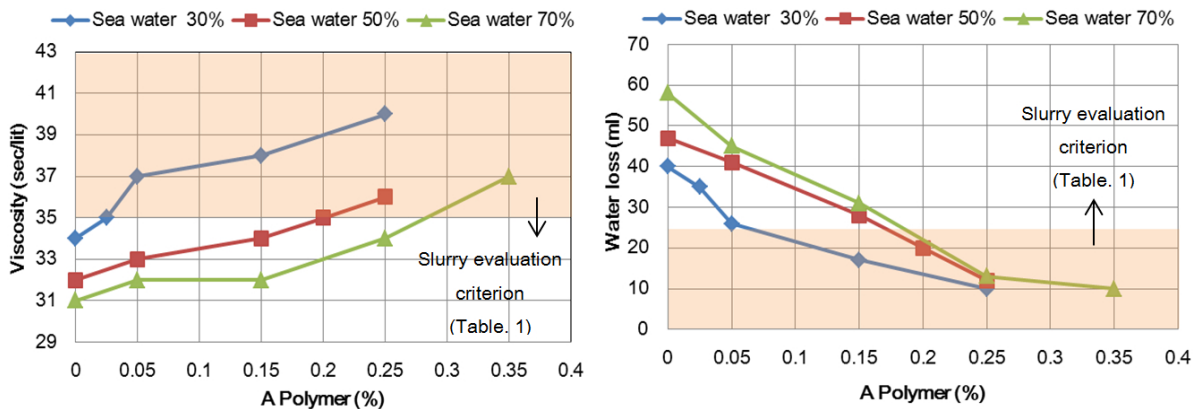 Sea water 30% Sea water 50% Sea water 70%
43
41
39
37
35
33
31
29
Viscosity (sec/lit)
Slurry evaluation
criterion
(Table. 1)
0 0.05 0.1 0.15 0.2 0.25 0.3 0.35 0.4
A Polymer (%)
Sea water 30% Sea water 50% Sea water 70%
70
60
50
40
30
20
10
0
Water loss (ml)
Slurry evaluation
criterion
(Table. 1)
0 0.05 0.1 0.15 0.2 0.25 0.3 0.35 0.4
A Polymer (%)